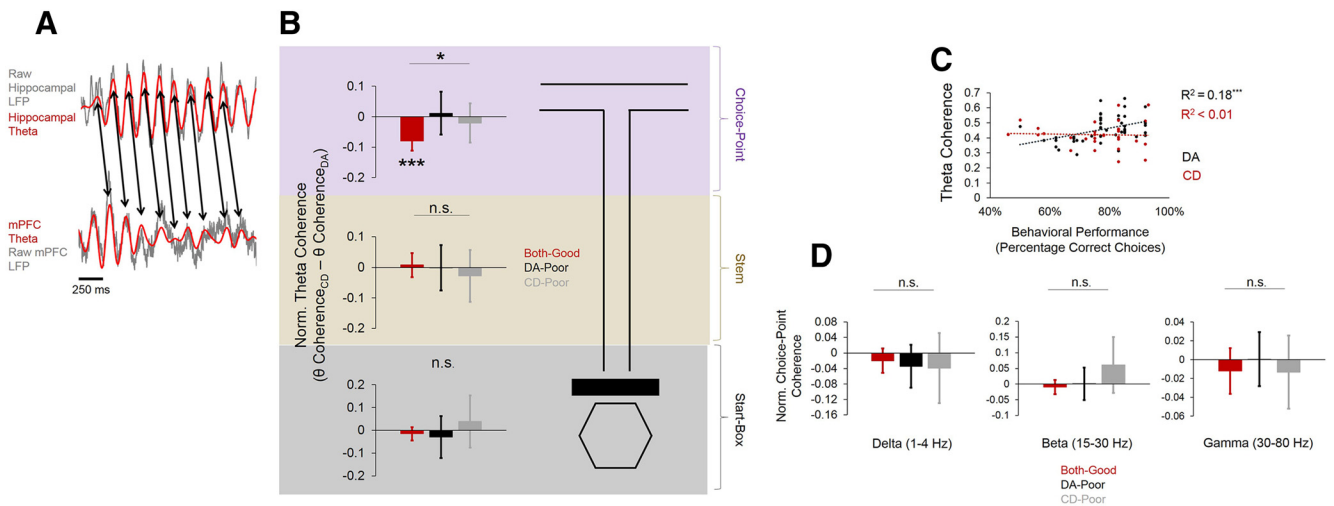 A
Raw
Hippocampal
LFP
Hippocampal
Theta
mPFC
Theta
Raw mPFC
LFP
250 ms
B
Norm. Theta Coherence
(θ CoherenceCD – θ CoherenceDA)
*
0.1
0
-0.1
-0.2
***
Choice-Point
n.s.
0.1
0
-0.1
-0.2
Both-Good
DA-Poor
CD-Poor
Stem
n.s.
0.2
0.1
0
-0.1
-0.2
Start-Box
C
Theta Coherence
0.7
0.6
0.5
0.4
0.3
0.2
0.1
0
40%
60%
80%
100%
Behavioral Performance
(Percentage Correct Choices)
R2 = 0.18***
R2 < 0.01
DA
CD
D
Norm. Choice-Point
Coherence
n.s.
0.08
0.04
0
-0.04
-0.08
-0.12
-0.16
Delta (1-4 Hz)
n.s.
0.2
0.15
0.1
0.05
0
-0.05
-0.1
Beta (15-30 Hz)
n.s.
0.04
0.02
0
-0.02
-0.04
-0.06
Gamma (30-80 Hz)
Both-Good
DA-Poor
CD-Poor